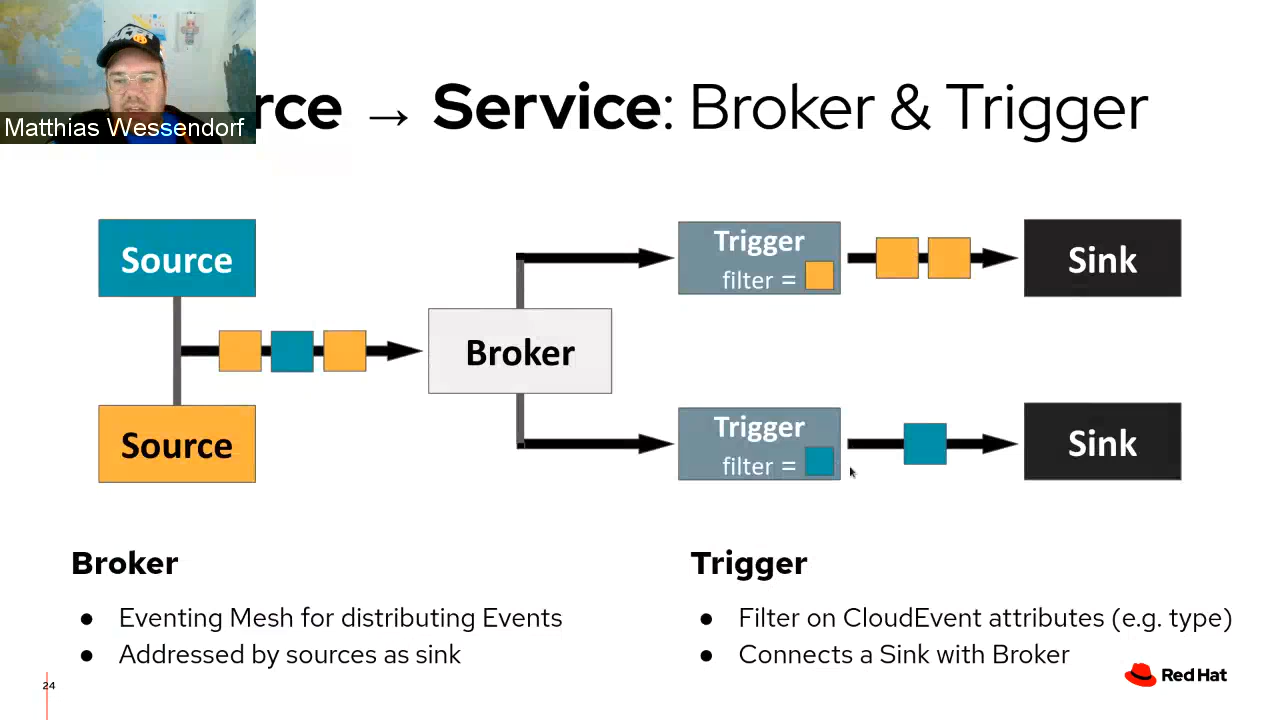 Matthias Wessendorf
rce → Service: Broker & Trigger
Source
Source
Broker
Trigger
filter =
Sink
Trigger
filter =
Sink
Broker
● Eventing Mesh for distributing Events
● Addressed by sources as sink
Trigger
● Filter on CloudEvent attributes (e.g. type)
● Connects a Sink with Broker
24
Red Hat